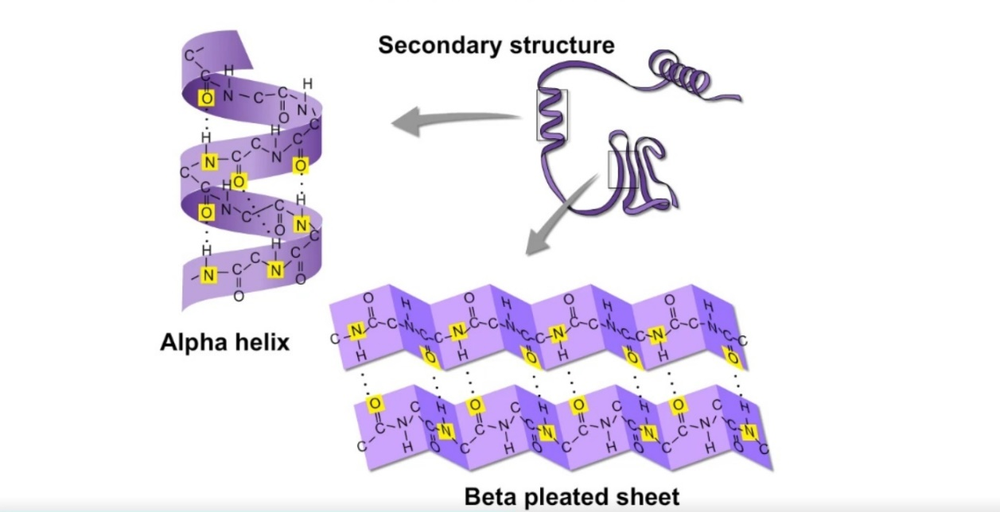 Secondary structure
C
C
H
H
O
N
C
C
N
O
C
H
H
C
C
N
C
N
O
O
O
C
C
H
H
O
N
C
C
N
O
C
H
H
C
C
N
C
N
O
O
Alpha helix
O H O H O H O H
C N C C N C C N C C N C C N C C N C C N C C N C C
H O H O H O H O
O C H O C H O C H O C H
C C N C N C C N C N C C N C N C C N C N C
H O H O H O H O
Beta pleated sheet